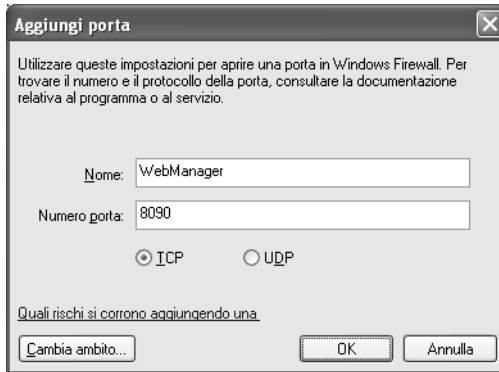 Aggiungi porta
Utilizzare queste impostazioni per aprire una porta in Windows Firewall. Per
trovare il numero e il protocollo della porta, consultare la documentazione
relativa al programma o al servizio.
Nome: WebManager
Numero porta: 8090
TCP UDP
Quali rischi si corrono aggiungendo una
Cambia ambito... OK Annulla